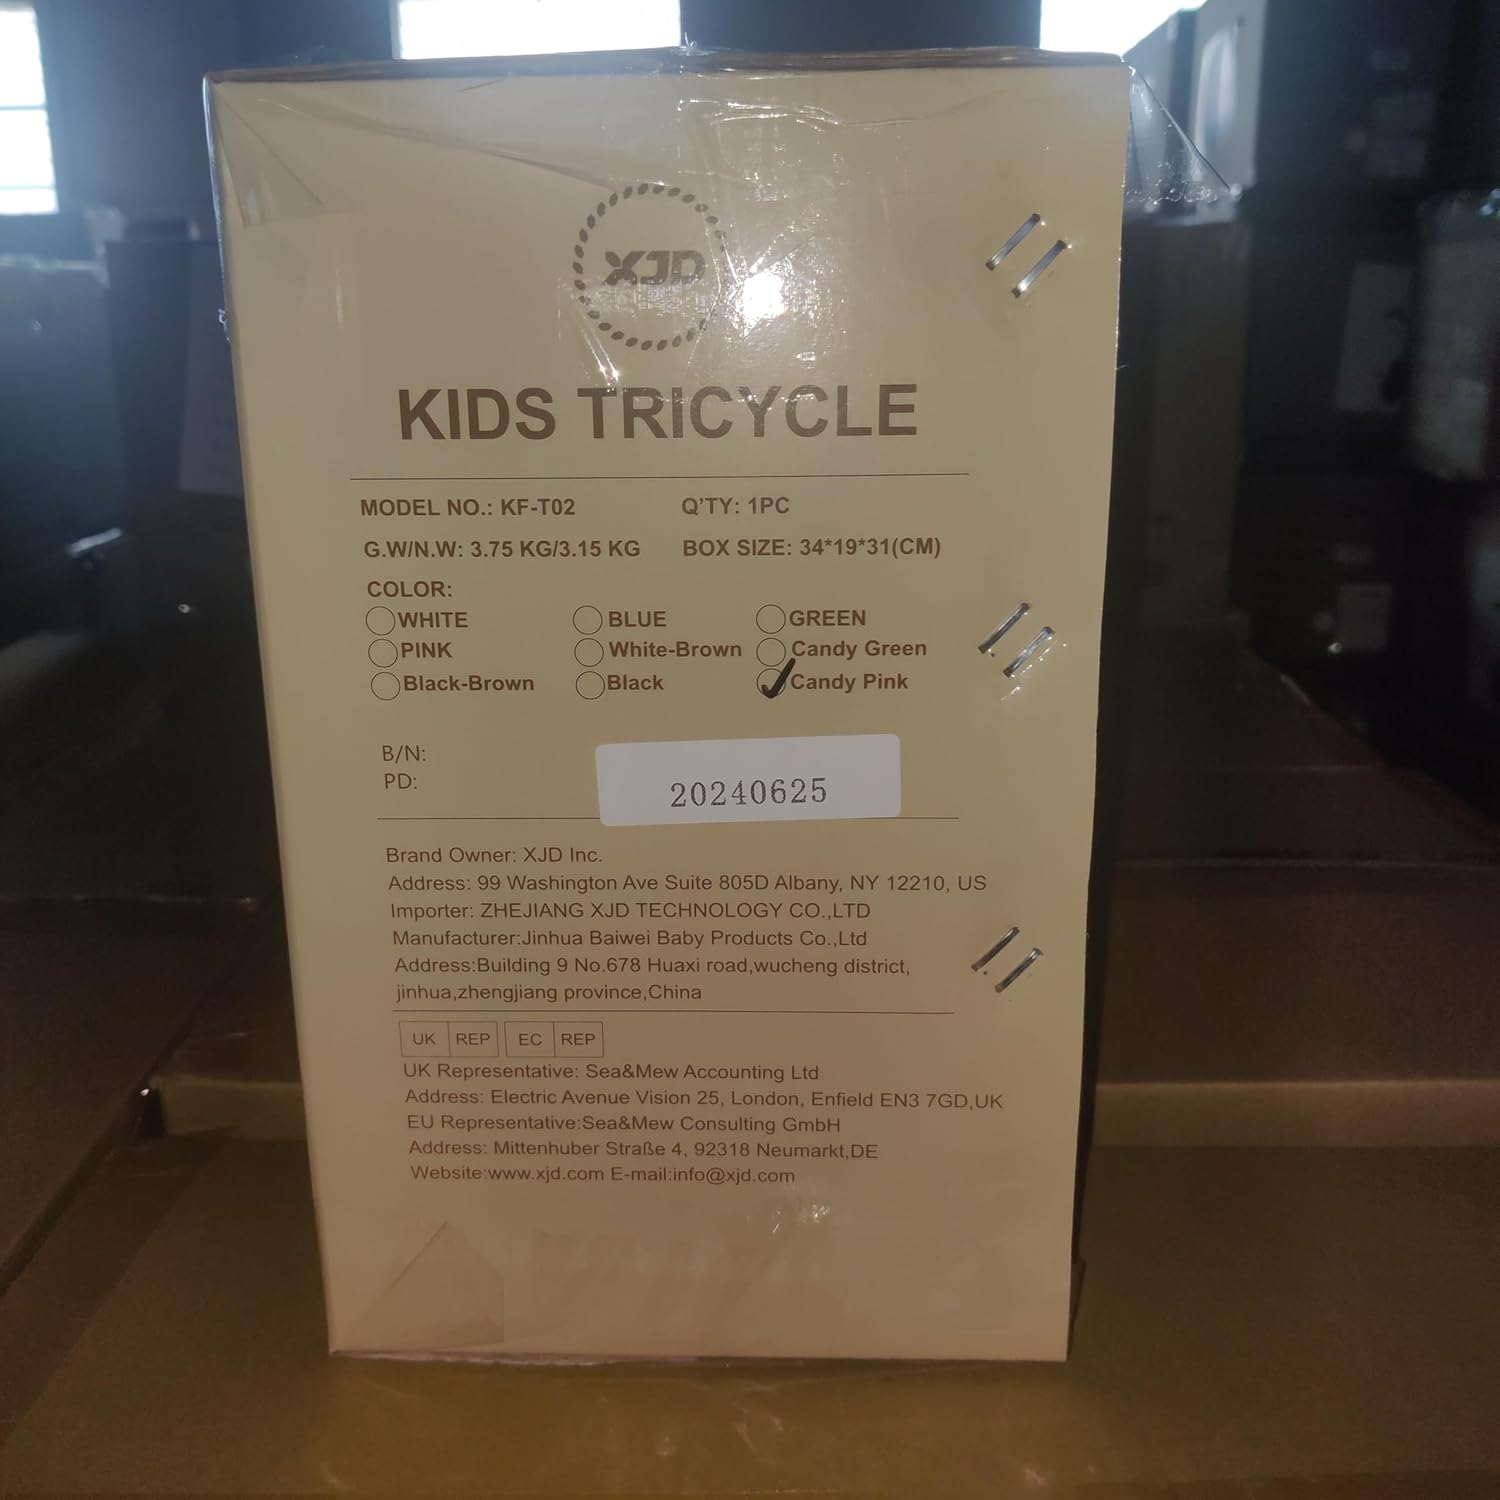 XJD
KIDS TRICYCLE
MODEL NO.: KF-T02 Q'TY: 1PC
G.W/N.W: 3.75 KG/3.15 KG BOX SIZE: 34*19*31(CM)
COLOR:
WHITE BLUE GREEN
PINK White-Brown Candy Green
Black-Brown Black Candy Pink
B/N:
PD: 20240625
Brand Owner: XJD Inc.
Address: 99 Washington Ave Suite 805D Albany, NY 12210, US
Importer: ZHEJIANG XJD TECHNOLOGY CO.,LTD
Manufacturer:Jinhua Baiwei Baby Products Co.,Ltd
Address:Building 9 No.678 Huaxi road,wucheng district,
jinhua,zhengjiang province,China
UK REP EC REP
UK Representative: Sea&Mew Accounting Ltd
Address: Electric Avenue Vision 25, London, Enfield EN3 7GD,UK
EU Representative:Sea&Mew Consulting GmbH
Address: Mittenhuber Straße 4, 92318 Neumarkt,DE
Website:www.xjd.com E-mail:info@xjd.com